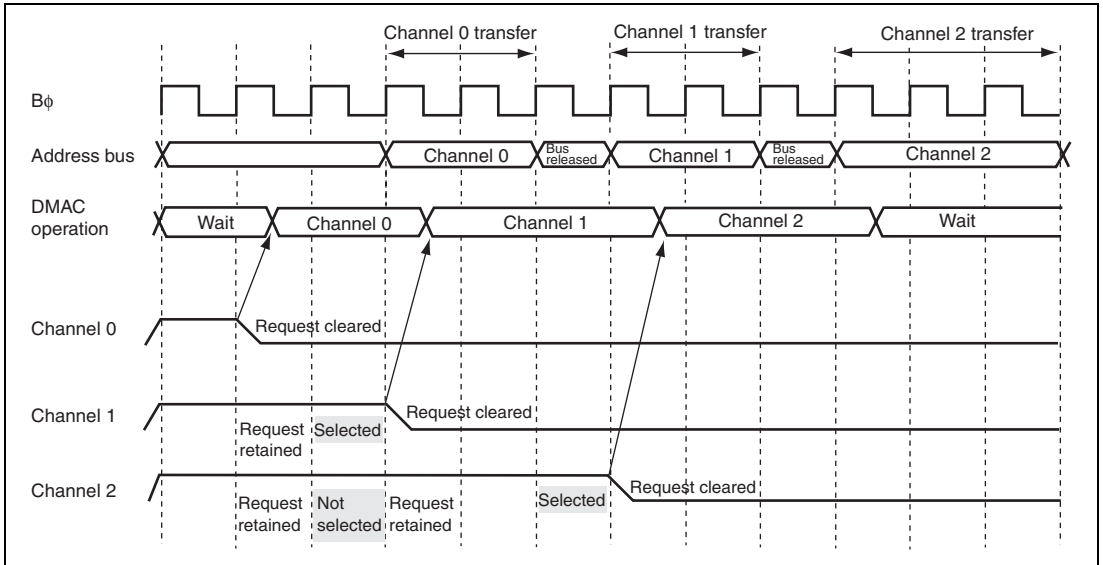 Channel 0 transfer
Channel 1 transfer
Channel 2 transfer
Bϕ
Address bus
Channel 0
Bus
released
Channel 1
Bus
released
Channel 2
DMAC
operation
Wait
Channel 0
Channel 1
Channel 2
Wait
Channel 0
Request cleared
Channel 1
Request cleared
Request
retained
Selected
Channel 2
Request cleared
Request
retained
Not
selected
Request
retained
Selected